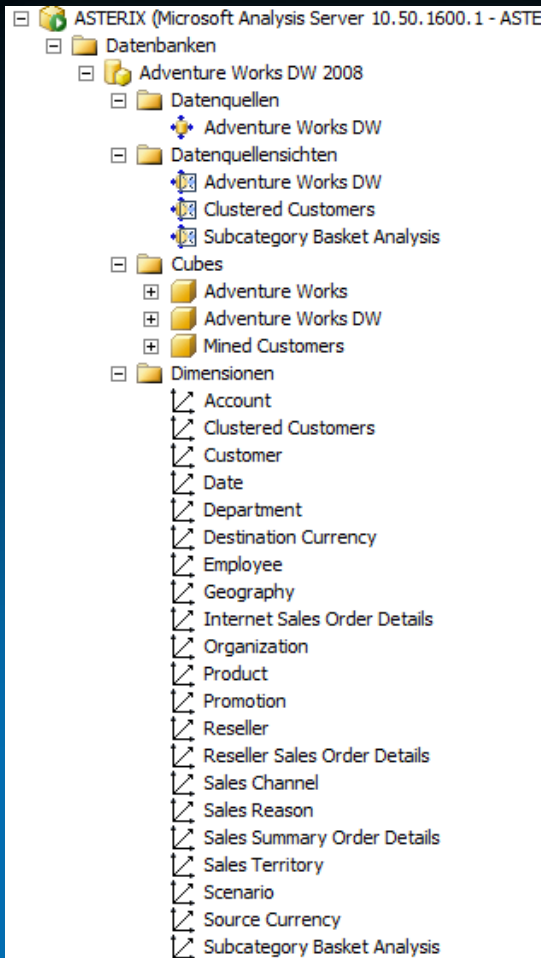 ASTERIX (Microsoft Analysis Server 10.50.1600.1 - ASTE
Datenbanken
Adventure Works DW 2008
Datenquellen
Adventure Works DW
Datenquellensichten
Adventure Works DW
Clustered Customers
Subcategory Basket Analysis
Cubes
Adventure Works
Adventure Works DW
Mined Customers
Dimensionen
Account
Clustered Customers
Customer
Date
Department
Destination Currency
Employee
Geography
Internet Sales Order Details
Organization
Product
Promotion
Reseller
Reseller Sales Order Details
Sales Channel
Sales Reason
Sales Summary Order Details
Sales Territory
Scenario
Source Currency
Subcategory Basket Analysis